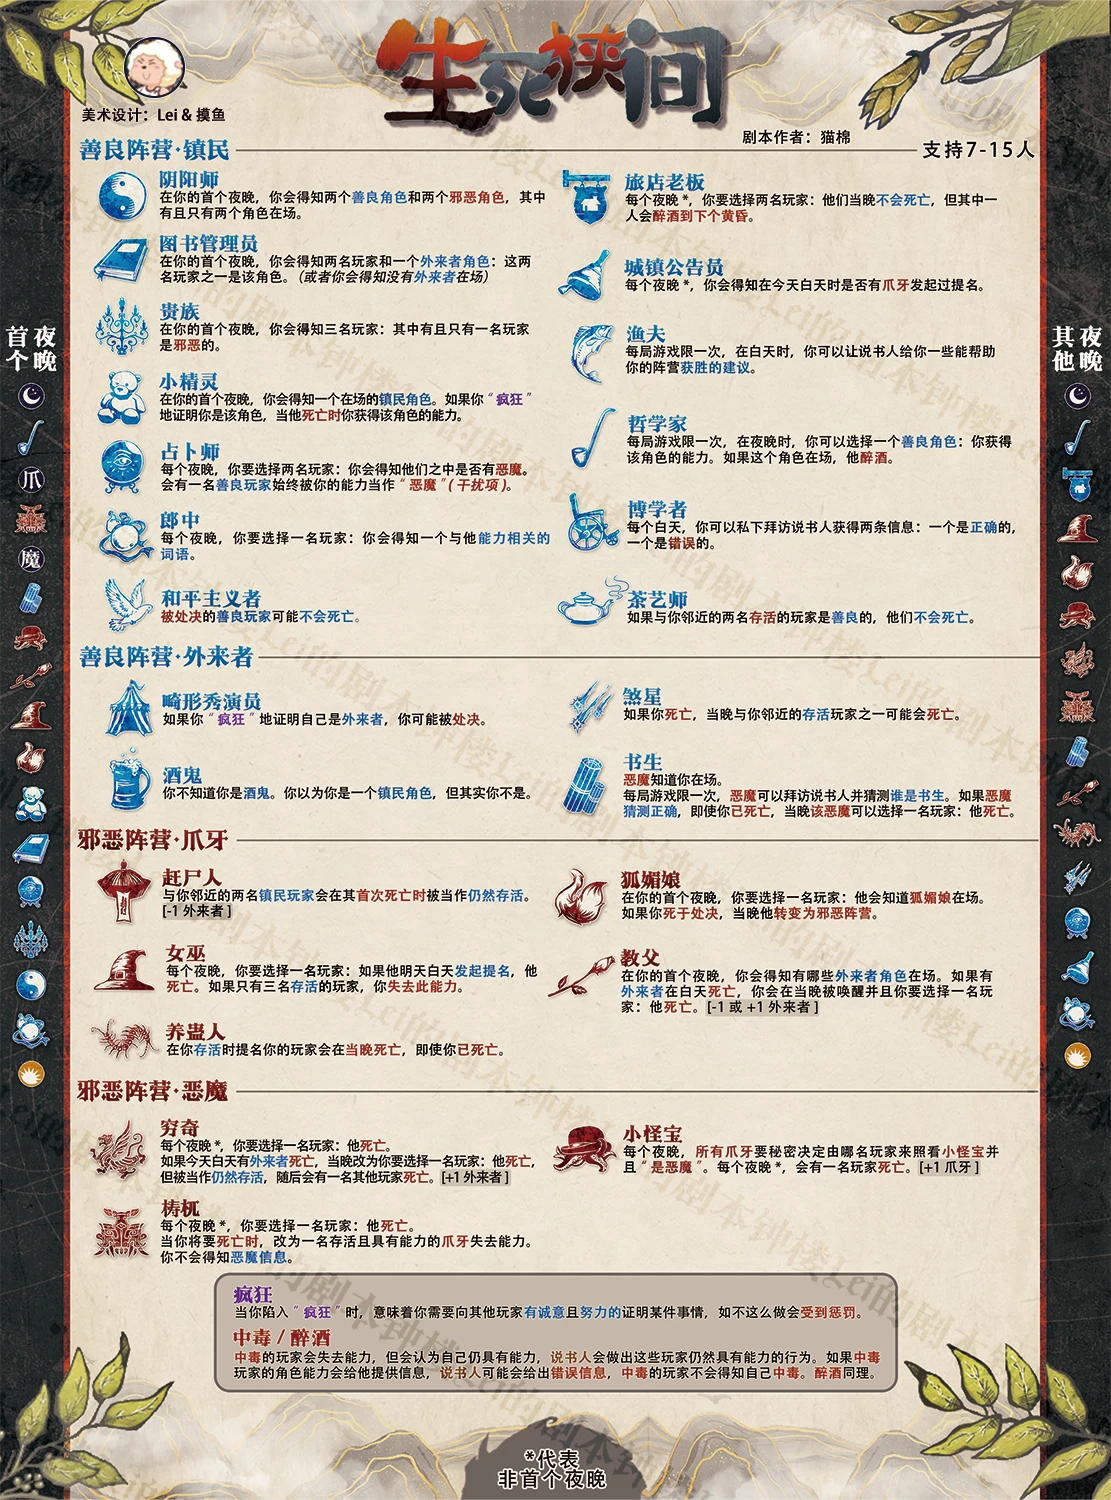 生死狭间
美术设计：Lei & 摸鱼
剧本作者：猫棉
善良阵营·镇民
支持7-15人
阴阳师
在你的首个夜晚，你会得知两个善良角色和两个邪恶角色，其中
有且只有两个角色在场。
图书管理员
在你的首个夜晚，你会得知两名玩家和一个外来者角色：这两
名玩家之一是该角色。（或者你会得知没有外来者在场）
贵族
在你的首个夜晚，你会得知三名玩家：其中有且只有一名玩家
是邪恶的。
小精灵
在你的首个夜晚，你会得知一个在场的镇民角色。如果你“疯狂”
地证明你是该角色，当他死亡时你获得该角色的能力。
占卜师
每个夜晚，你要选择两名玩家：你会得知他们之中是否有恶魔。
会有一名善良玩家始终被你的能力当作“恶魔”（干扰项）。
郎中
每个夜晚，你要选择一名玩家：你会得知一个与他能力相关的
词语。
和平主义者
被处决的善良玩家可能不会死亡。
旅店老板
每个夜晚*，你要选择两名玩家：他们当晚不会死亡，但其中一
人会醉酒到下个黄昏。
城镇公告员
每个夜晚*，你会得知在今天白天时是否有爪牙发起过提名。
渔夫
每局游戏限一次，在白天时，你可以让说书人给你一些能帮助
你的阵营获胜的建议。
哲学家
每局游戏限一次，在夜晚时，你可以选择一个善良角色：你获得
该角色的能力。如果这个角色在场，他醉酒。
博学者
每个白天，你可以私下拜访说书人获得两条信息：一个是正确的，
一个是错误的。
茶艺师
如果与你邻近的两名存活的玩家是善良的，他们不会死亡。
善良阵营·外来者
畸形秀演员
如果你“疯狂”地证明自己是外来者，你可能被处决。
酒鬼
你不知道你是酒鬼。你以为你是一个镇民角色，但其实你不是。
煞星
如果你死亡，当晚与你邻近的存活玩家之一可能会死亡。
书生
恶魔知道你在场。
每局游戏限一次，恶魔可以拜访说书人并猜测谁是书生。如果恶魔
猜测正确，即使你已死亡，当晚该恶魔可以选择一名玩家：他死亡。
邪恶阵营·爪牙
赶尸人
与你邻近的两名镇民玩家会在其首次死亡时被当作仍然存活。
[-1 外来者]
女巫
每个夜晚，你要选择一名玩家：如果他明天白天发起提名，他
死亡。如果只有三名存活的玩家，你失去此能力。
养蛊人
在你存活时提名你的玩家会在当晚死亡，即使你已死亡。
狐媚娘
在你的首个夜晚，你要选择一名玩家：他会知道狐媚娘在场。
如果你死于处决，当晚他转变为邪恶阵营。
教父
在你的首个夜晚，你会得知有哪些外来者角色在场。如果有
外来者在白天死亡，你会在当晚被唤醒并且你要选择一名玩
家：他死亡。[-1 或 +1 外来者]
邪恶阵营·恶魔
穷奇
每个夜晚*，你要选择一名玩家：他死亡。
如果今天白天有外来者死亡，当晚改为你要选择一名玩家：他死亡，
但被当作仍然存活，随后会有一名其他玩家死亡。[+1 外来者]
梼杌
每个夜晚*，你要选择一名玩家：他死亡。
当你将要死亡时，改为一名存活且具有能力的爪牙失去能力。
你不会得知恶魔信息。
小怪宝
每个夜晚，所有爪牙要秘密决定由哪名玩家来照看小怪宝并
且“是恶魔”。每个夜晚*，会有一名玩家死亡。[+1 爪牙]
疯狂
当你陷入“疯狂”时，意味着你需要向其他玩家有诚意且努力的证明某件事情，如不这么做会受到惩罚。
中毒 / 醉酒
中毒的玩家会失去能力，但会认为自己仍具有能力，说书人会做出这些玩家仍然具有能力的行为。如果中毒
玩家的角色能力会给他提供信息，说书人可能会给出错误信息，中毒的玩家不会得知自己中毒。醉酒同理。
*代表
非首个夜晚
首个夜晚
爪
魔
其他夜晚
钟楼Lei的剧本